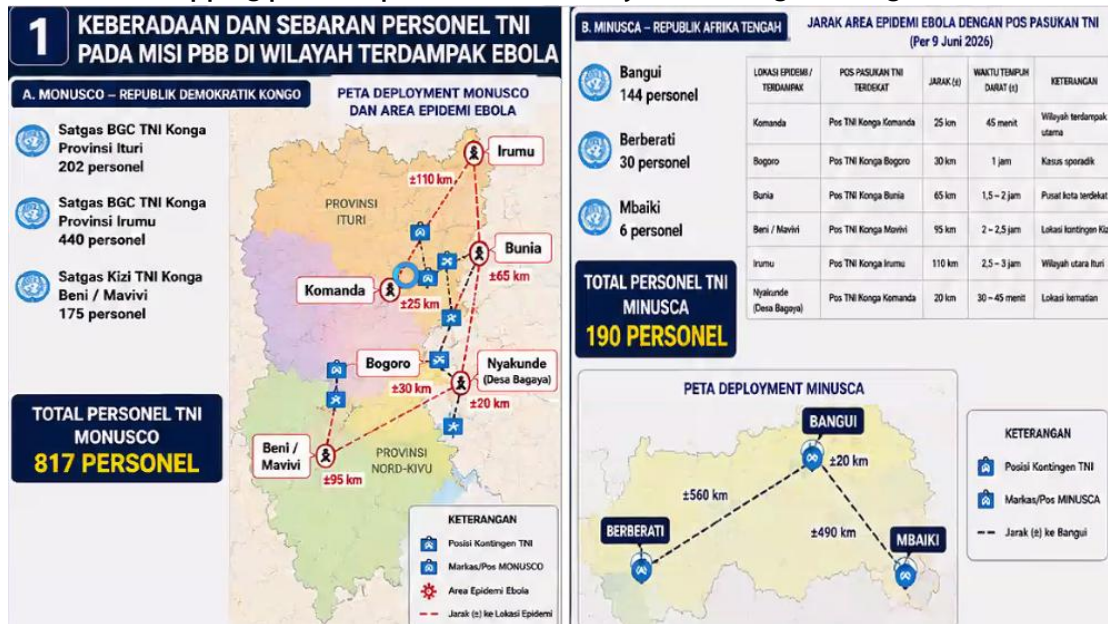 1
KEBERADAAN DAN SEBARAN PERSONEL TNI
PADA MISI PBB DI WILAYAH TERDAMPAK EBOLA
A. MONUSCO – REPUBLIK DEMOKRATIK KONGO
Satgas BGC TNI Konga
Provinsi Ituri
202 personel
Satgas BGC TNI Konga
Provinsi Irumu
440 personel
Satgas Kizi TNI Konga
Beni / Mavivi
175 personel
TOTAL PERSONEL TNI
MONUSCO
817 PERSONEL
PETA DEPLOYMENT MONUSCO
DAN AREA EPIDEMI EBOLA
Irumu
±110 km
PROVINSI
ITURI
Bunia
±65 km
Komanda
±25 km
Bogoro
±30 km
Nyakunde
(Desa Bagaya)
±20 km
Beni /
Mavivi
±95 km
PROVINSI
NORD-KIVU
KETERANGAN
Posisi Kontingen TNI
Markas/Pos MONUSCO
Area Epidemi Ebola
Jarak (±) ke Lokasi Epidemi
B. MINUSCA – REPUBLIK AFRIKA TENGAH
Bangui
144 personel
Berberati
30 personel
Mbaiki
6 personel
TOTAL PERSONEL TNI
MINUSCA
190 PERSONEL
JARAK AREA EPIDEMI EBOLA DENGAN POS PASUKAN TNI
(Per 9 Juni 2026)
LOKASI EPIDEMI / TERDAMPAK POS PASUKAN TNI TERDEKAT JARAK (±) WAKTU TEMPUH DARAT (±) KETERANGAN
Komanda Pos TNI Konga Komanda 25 km 45 menit Wilayah terdampak utama
Bogoro Pos TNI Konga Bogoro 30 km 1 jam Kasus sporadik
Bunia Pos TNI Konga Bunia 65 km 1,5 – 2 jam Pusat kota terdekat
Beni / Mavivi Pos TNI Konga Mavivi 95 km 2 – 2,5 jam Lokasi kontingen
Irumu Pos TNI Konga Irumu 110 km 2,5 – 3 jam Wilayah utara Ituri
Nyakunde (Desa Bagaya) Pos TNI Konga Komanda 20 km 30 – 45 menit Lokasi kematian
PETA DEPLOYMENT MINUSCA
BANGUI
±20 km
±560 km
±490 km
BERBERATI
MBAIKI
KETERANGAN
Posisi Kontingen TNI
Markas/Pos MINUSCA
Jarak (±) ke Bangui